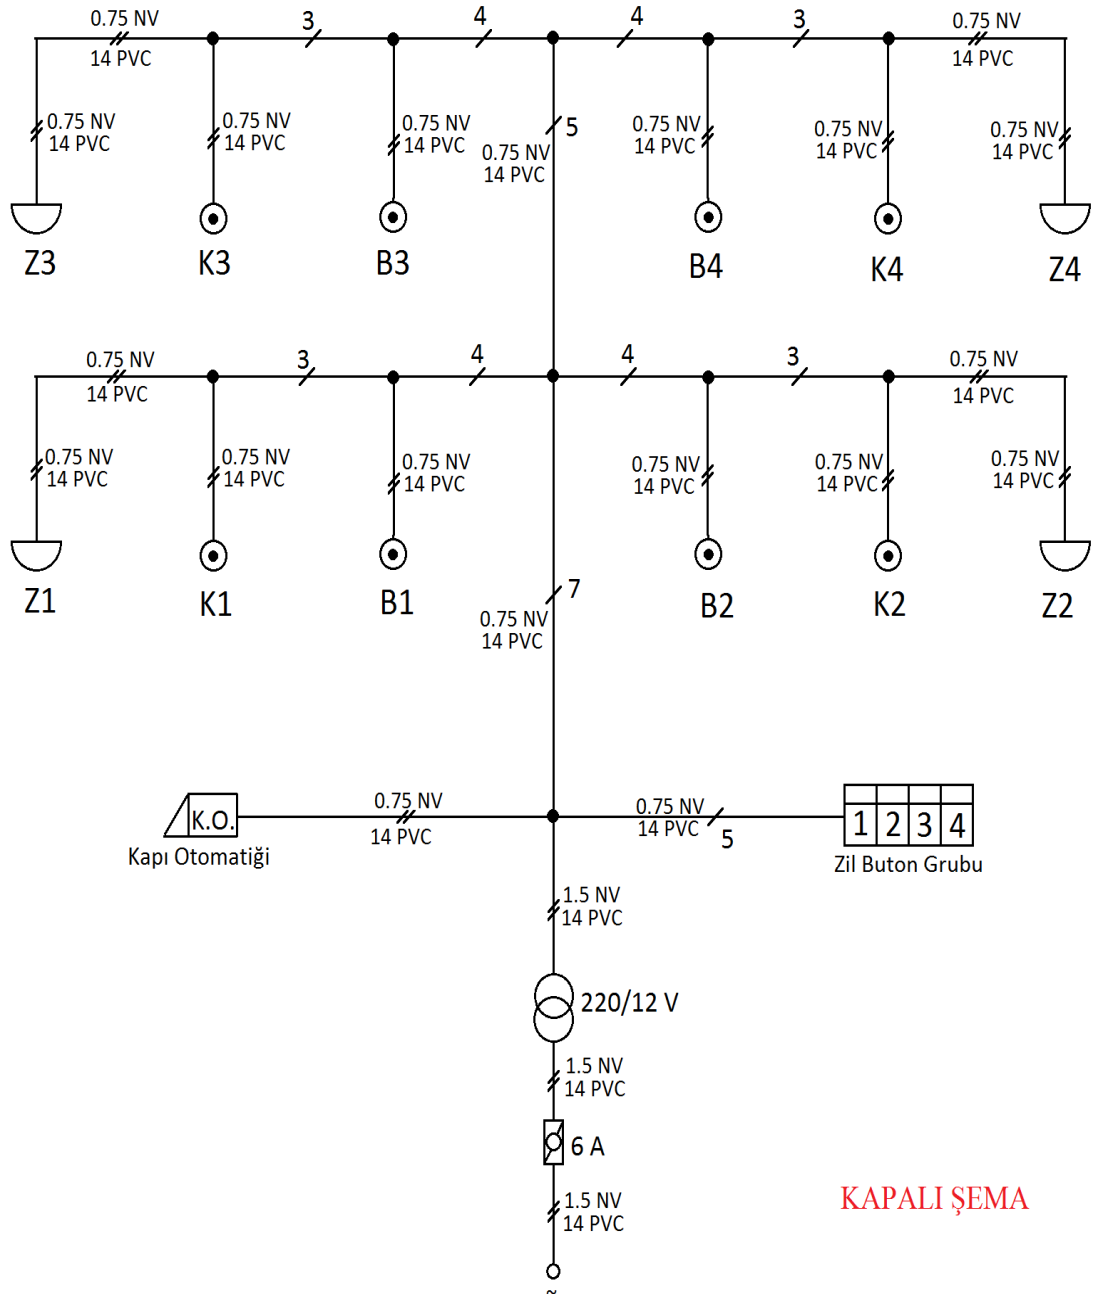 0.75 NV
3
4
4
3
0.75 NV
14 PVC
14 PVC
0.75 NV
14 PVC
0.75 NV
14 PVC
0.75 NV
14 PVC
5
0.75 NV
14 PVC
0.75 NV
14 PVC
0.75 NV
14 PVC
0.75 NV
14 PVC
Z3
K3
B3
B4
K4
Z4
0.75 NV
3
4
4
3
0.75 NV
14 PVC
14 PVC
0.75 NV
14 PVC
0.75 NV
14 PVC
0.75 NV
14 PVC
0.75 NV
14 PVC
0.75 NV
14 PVC
0.75 NV
14 PVC
Z1
K1
B1
7
0.75 NV
14 PVC
B2
K2
Z2
K.O.
Kapı Otomatiği
0.75 NV
14 PVC
0.75 NV
14 PVC
5
1 2 3 4
Zil Buton Grubu
1.5 NV
14 PVC
220/12 V
1.5 NV
14 PVC
6 A
1.5 NV
14 PVC
~
KAPALI ŞEMA